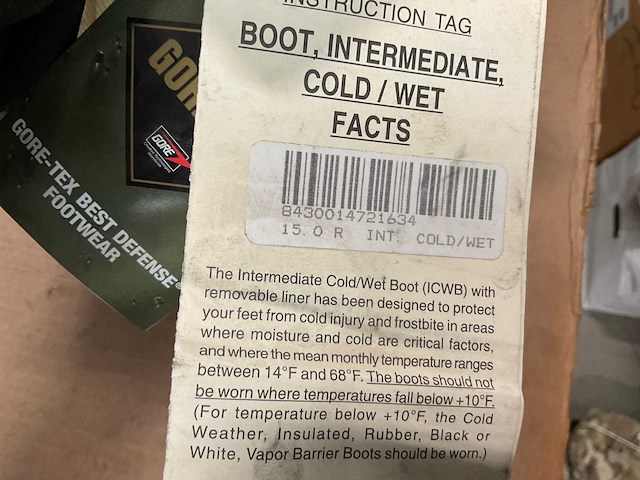 INSTRUCTION TAG
BOOT, INTERMEDIATE,
COLD / WET
FACTS
8430014721634
15.0 R INT. COLD/WET
The Intermediate Cold/Wet Boot (ICWB) with
removable liner has been designed to protect
your feet from cold injury and frostbite in areas
where moisture and cold are critical factors,
and where the mean monthly temperature ranges
between 14°F and 68°F. The boots should not
be worn where temperatures fall below +10°F.
(For temperature below +10°F, the Cold
Weather, Insulated, Rubber, Black or
White, Vapor Barrier Boots should be worn.)
GOR
GORE
GORE-TEX BEST DEFENSE®
FOOTWEAR